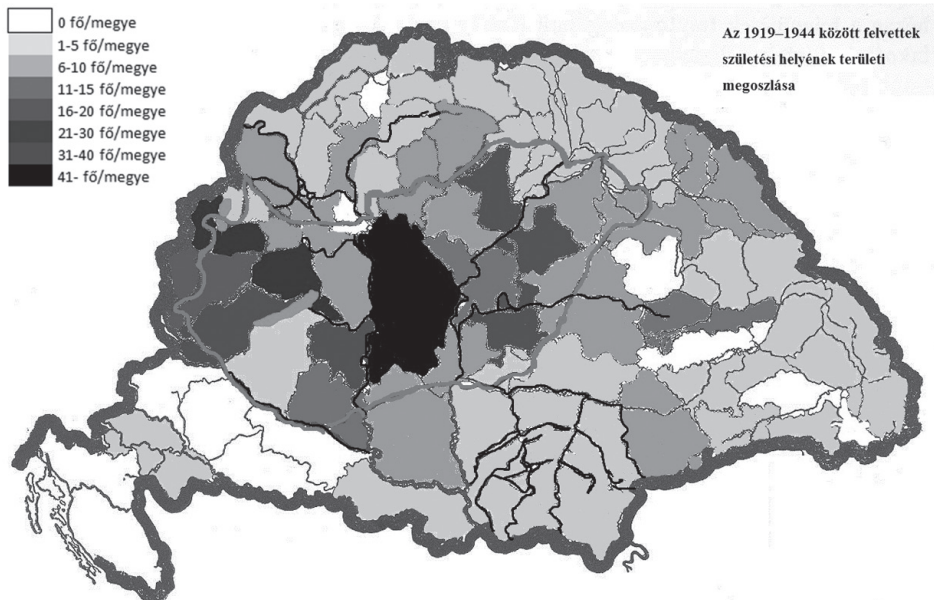 0 fő/megye
1-5 fő/megye
6-10 fő/megye
11-15 fő/megye
16-20 fő/megye
21-30 fő/megye
31-40 fő/megye
41- fő/megye
Az 1919–1944 között felvettek
születési helyének területi
megoszlása